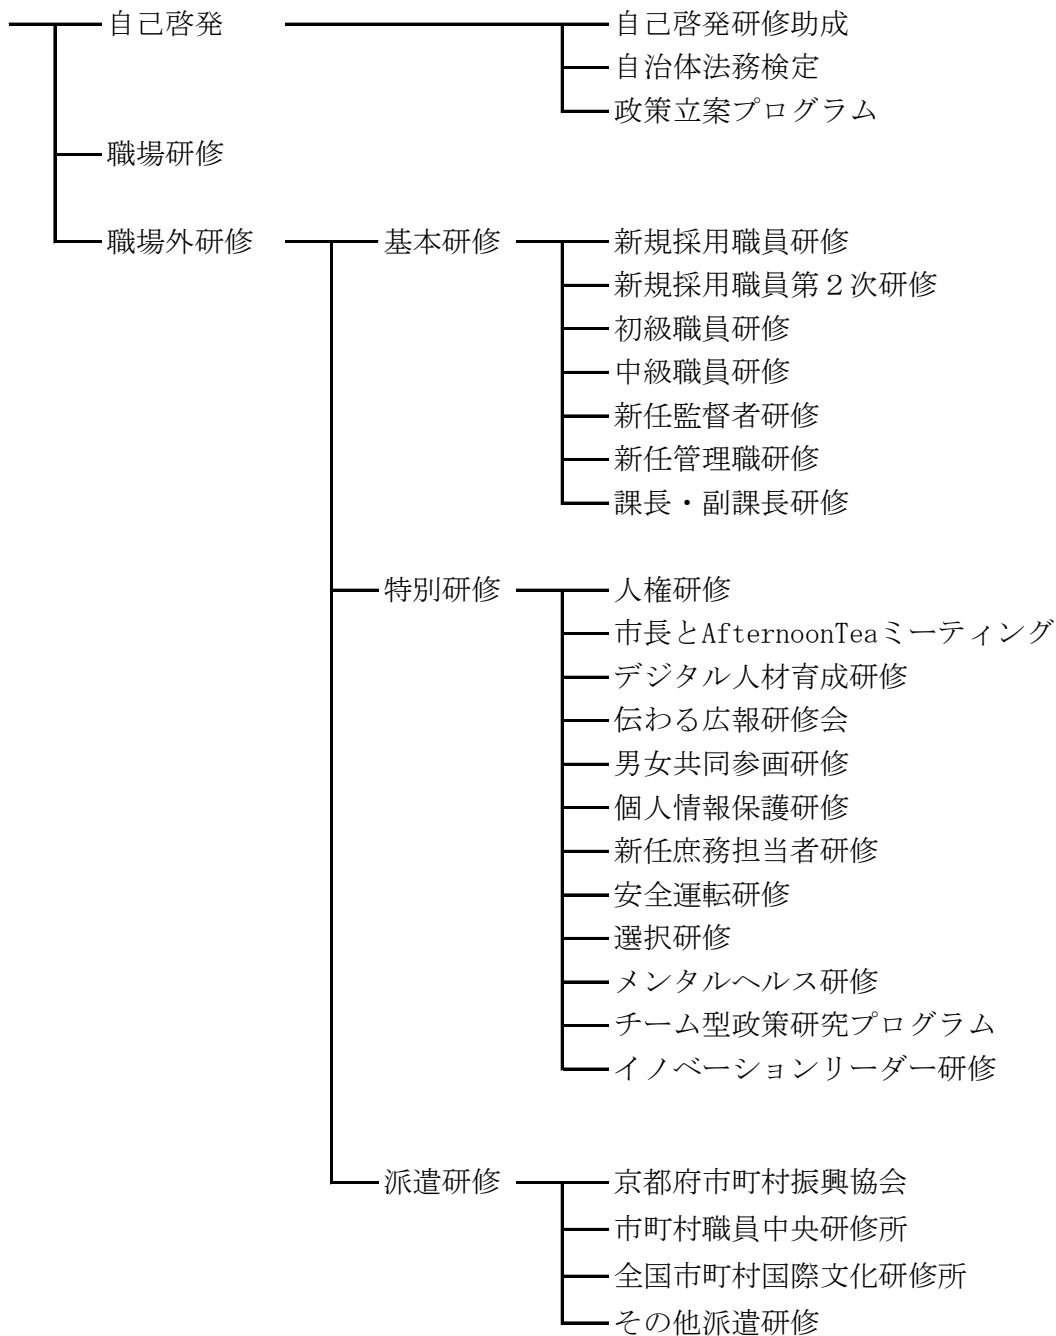 自己啓発 自己啓発研修助成
自治体法務検定
政策立案プログラム
職場研修
職場外研修 基本研修 新規採用職員研修
新規採用職員第２次研修
初級職員研修
中級職員研修
新任監督者研修
新任管理職研修
課長・副課長研修
特別研修 人権研修
市長とAfternoonTeaミーティング
デジタル人材育成研修
伝わる広報研修会
男女共同参画研修
個人情報保護研修
新任庶務担当者研修
安全運転研修
選択研修
メンタルヘルス研修
チーム型政策研究プログラム
イノベーションリーダー研修
派遣研修 京都府市町村振興協会
市町村職員中央研修所
全国市町村国際文化研修所
その他派遣研修